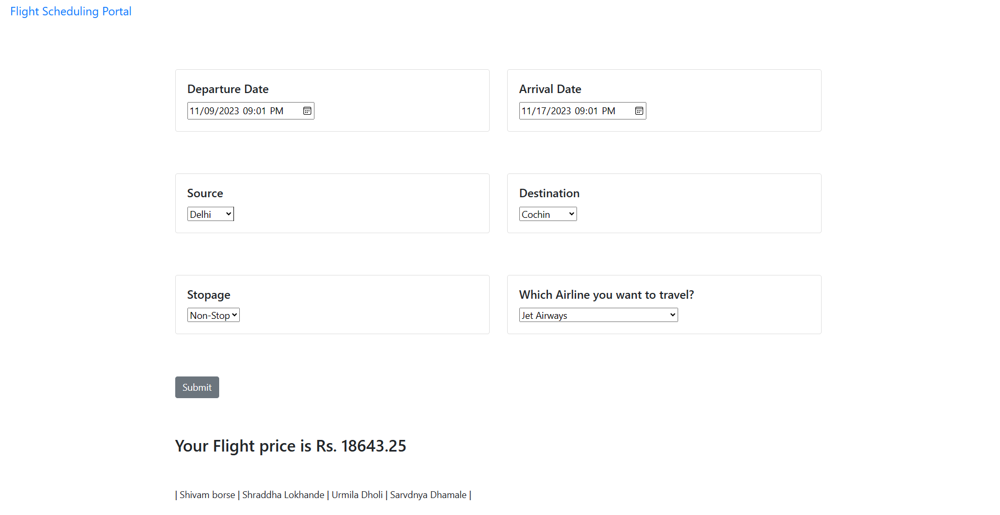 Flight Scheduling Portal
Departure Date
11/09/2023 09:01 PM
Arrival Date
11/17/2023 09:01 PM
Source
Delhi
Destination
Cochin
Stopage
Non-Stop
Which Airline you want to travel?
Jet Airways
Submit
Your Flight price is Rs. 18643.25
| Shivam borse | Shraddha Lokhande | Urmila Dholi | Sarvdnya Dhamale |